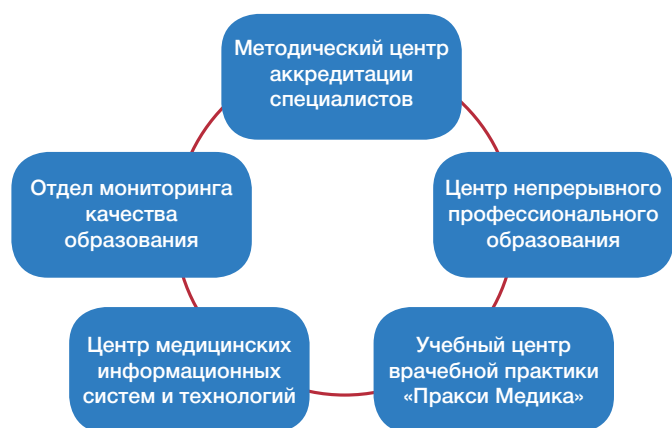 Методический центр
аккредитации
специалистов
Отдел мониторинга
качества
образования
Центр непрерывного
профессионального
образования
Центр медицинских
информационных
систем и технологий
Учебный центр
врачебной практики
«Пракси Медика»